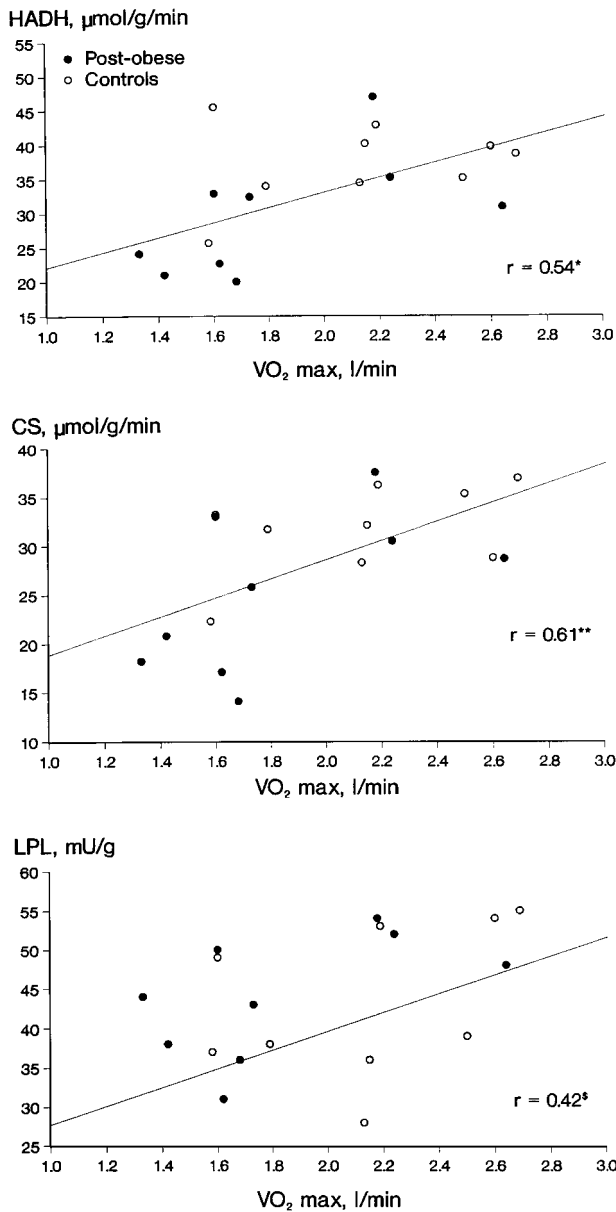 HADH, µmol/g/min
55
● Post-obese
50
○ Controls
45
40
35
30
25
r = 0.54*
20
15
1.0 1.2 1.4 1.6 1.8 2.0 2.2 2.4 2.6 2.8 3.0
VO₂ max, l/min
CS, µmol/g/min
40
35
30
25
r = 0.61**
20
15
10
1.0 1.2 1.4 1.6 1.8 2.0 2.2 2.4 2.6 2.8 3.0
VO₂ max, l/min
LPL, mU/g
60
55
50
45
40
35
30
r = 0.42$
25
1.0 1.2 1.4 1.6 1.8 2.0 2.2 2.4 2.6 2.8 3.0
VO₂ max, l/min